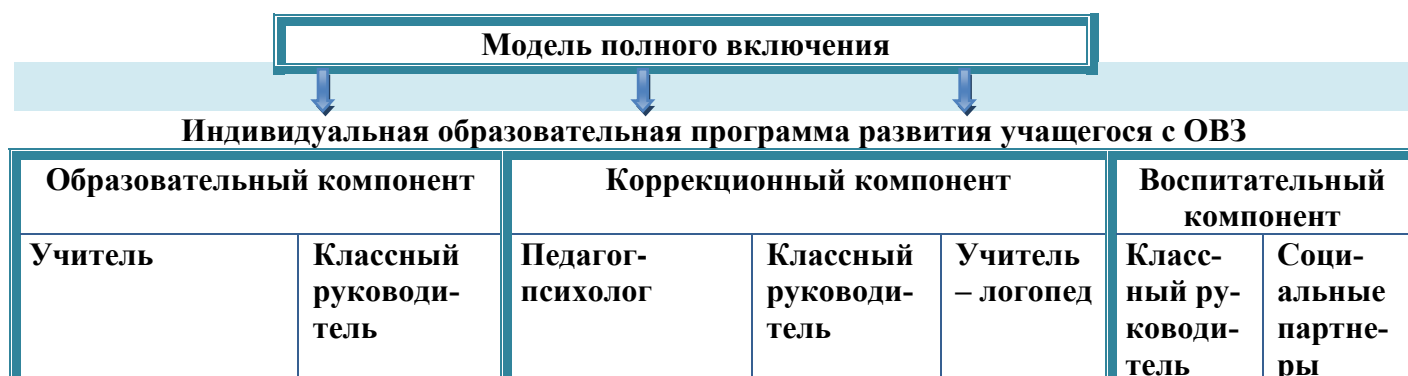 Модель полного включения
Индивидуальная образовательная программа развития учащегося с ОВЗ
Образовательный компонент
Коррекционный компонент
Воспитательный
компонент
Учитель
Классный
руководи-
тель
Педагог-
психолог
Классный
руководи-
тель
Учитель
– логопед
Класс-
ный ру-
ководи-
тель
Соци-
альные
партне-
ры